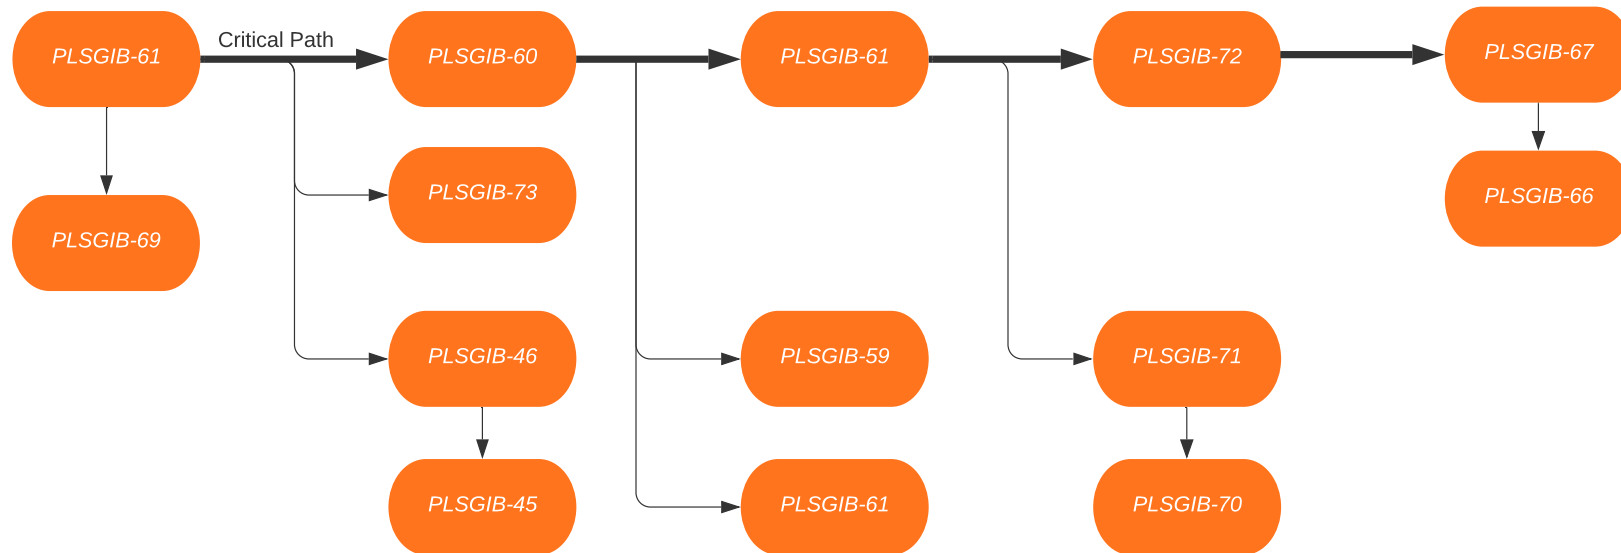 Critical Path
PLSGIB-61
PLSGIB-60
PLSGIB-61
PLSGIB-72
PLSGIB-67
PLSGIB-73
PLSGIB-66
PLSGIB-69
PLSGIB-46
PLSGIB-59
PLSGIB-71
PLSGIB-45
PLSGIB-61
PLSGIB-70